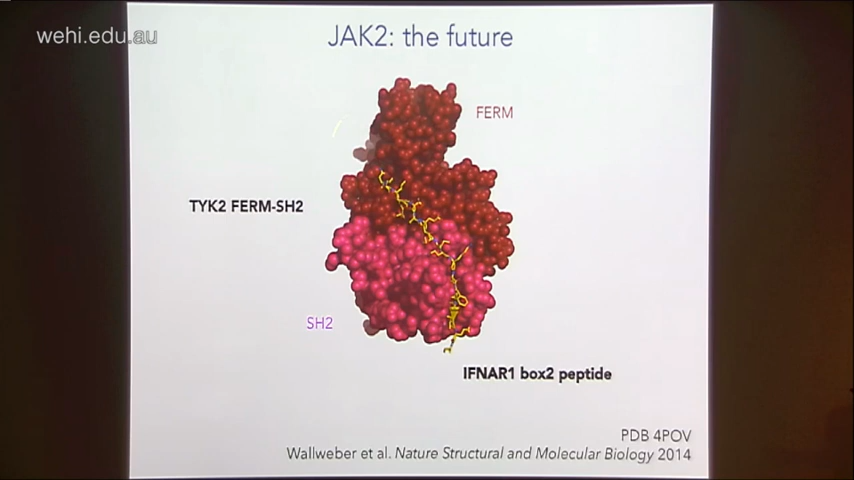 wehi.edu.au
JAK2: the future
FERM
TYK2 FERM-SH2
SH2
IFNAR1 box2 peptide
PDB 4POV
Wallweber et al. Nature Structural and Molecular Biology 2014